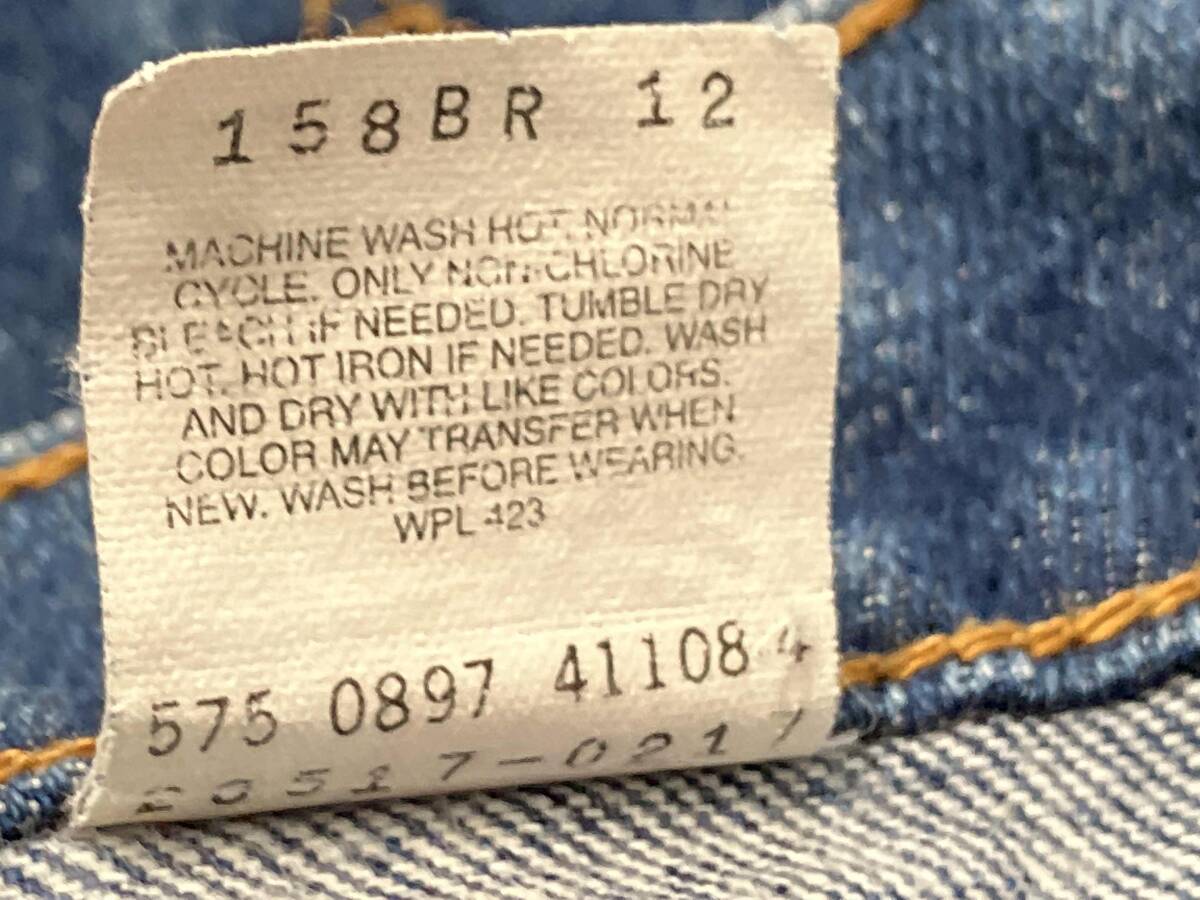 158BR 12
MACHINE WASH HOT. NORMAL
CYCLE. ONLY NON-CHLORINE
BLEACH IF NEEDED. TUMBLE DRY
HOT. HOT IRON IF NEEDED. WASH
AND DRY WITH LIKE COLORS.
COLOR MAY TRANSFER WHEN
NEW. WASH BEFORE WEARING.
WPL 423
575 0897 41108 4